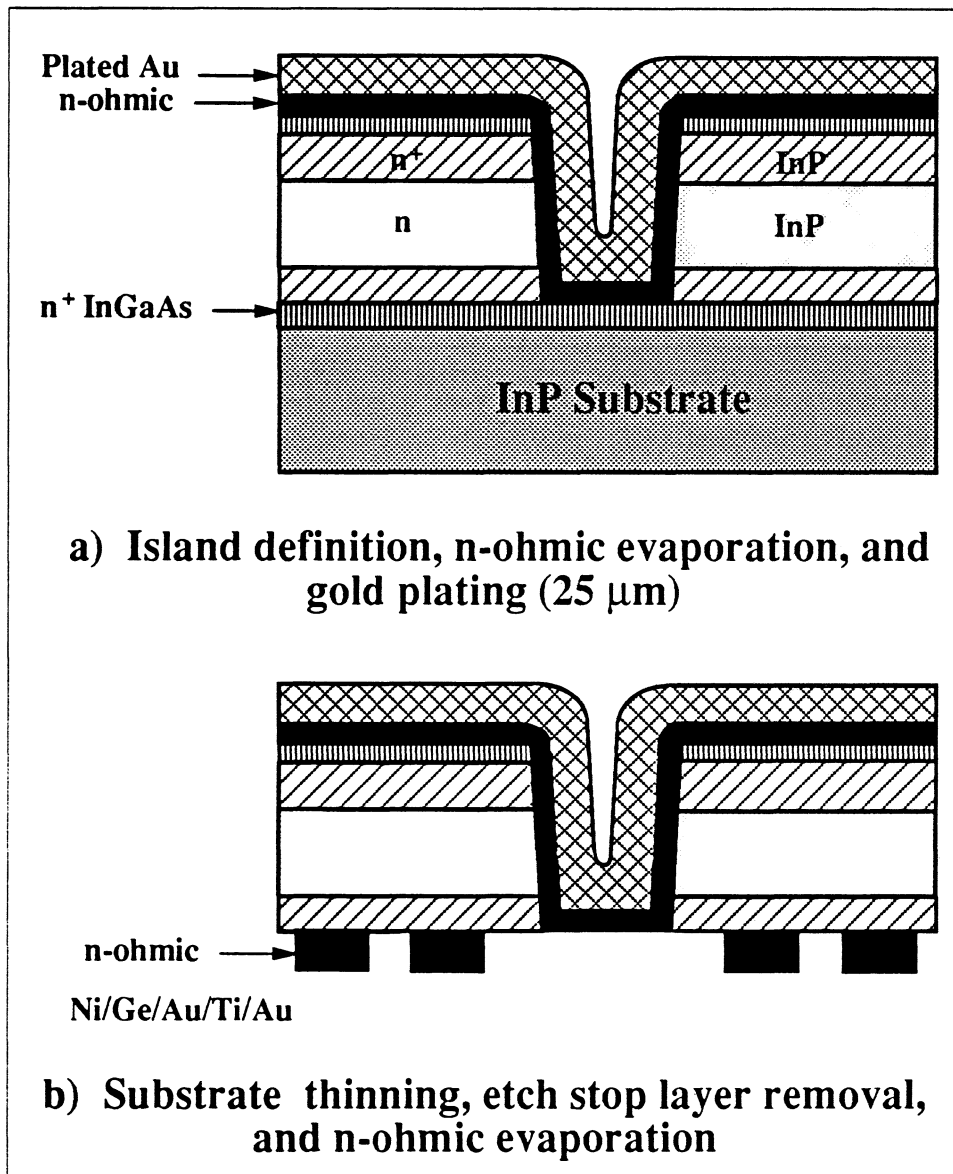 Plated Au
n-ohmic
n⁺
InP
n
InP
n⁺ InGaAs
InP Substrate
a) Island definition, n-ohmic evaporation, and
gold plating (25 μm)
n-ohmic
Ni/Ge/Au/Ti/Au
b) Substrate thinning, etch stop layer removal,
and n-ohmic evaporation